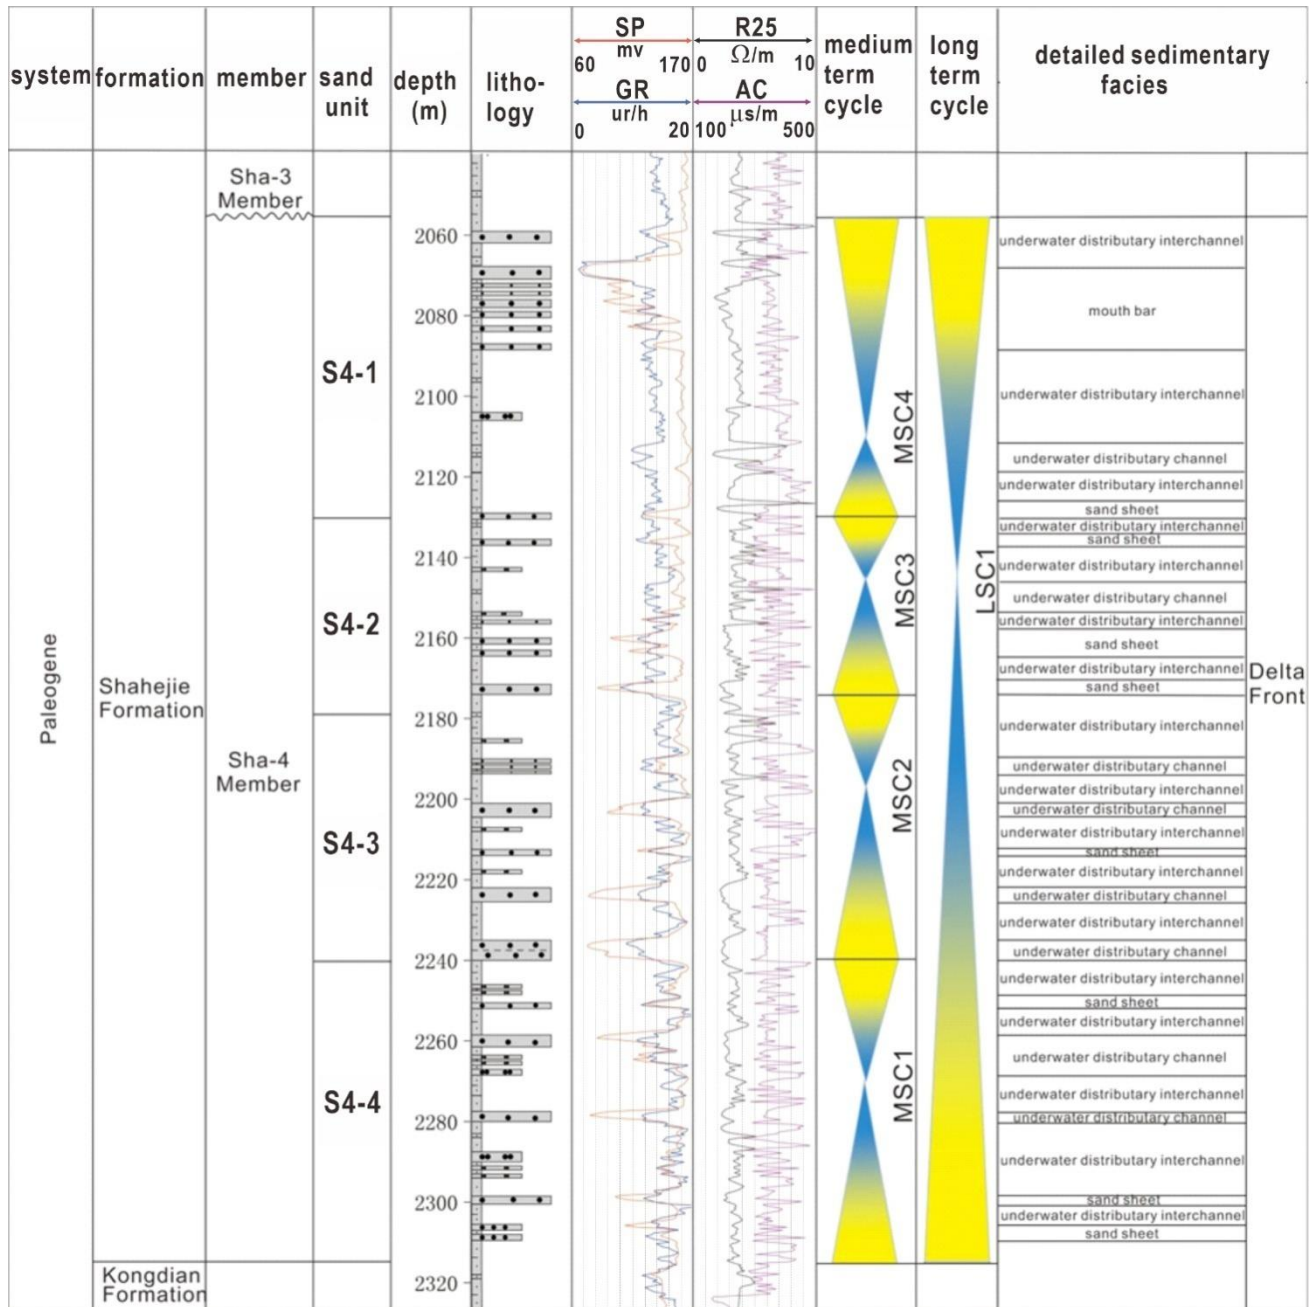 system
formation
member
sand
unit
depth
(m)
litho-
logy
SP
mv
60 170
GR
ur/h
0 20
R25
Ω/m
0 10
AC
μs/m
100 500
medium
term
cycle
long
term
cycle
detailed sedimentary
facies
Paleogene
Shahejie
Formation
Kongdian
Formation
Sha-3
Member
Sha-4
Member
S4-1
S4-2
S4-3
S4-4
2060
2080
2100
2120
2140
2160
2180
2200
2220
2240
2260
2280
2300
2320
MSC4
MSC3
MSC2
MSC1
LSC1
underwater distributary interchannel
mouth bar
underwater distributary interchannel
underwater distributary channel
underwater distributary interchannel
sand sheet
underwater distributary interchannel
sand sheet
underwater distributary interchannel
underwater distributary channel
underwater distributary interchannel
sand sheet
underwater distributary interchannel
sand sheet
underwater distributary interchannel
underwater distributary channel
underwater distributary interchannel
underwater distributary channel
underwater distributary interchannel
sand sheet
underwater distributary interchannel
underwater distributary channel
underwater distributary interchannel
underwater distributary channel
underwater distributary interchannel
sand sheet
underwater distributary interchannel
underwater distributary channel
underwater distributary interchannel
underwater distributary channel
underwater distributary interchannel
sand sheet
underwater distributary interchannel
sand sheet
Delta
Front